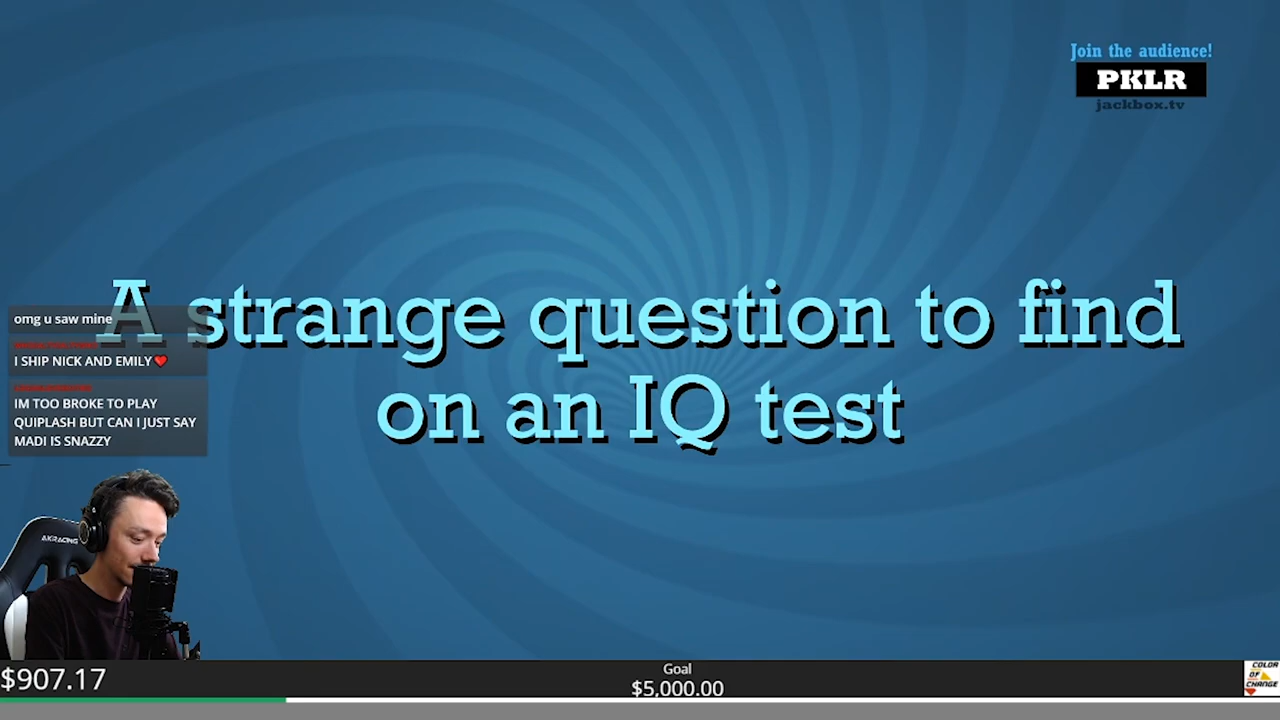 Join the audience!
PKLR
jackbox.tv
A strange question to find
on an IQ test
omg u saw mine
I SHIP NICK AND EMILY
IM TOO BROKE TO PLAY
QUIPLASH BUT CAN I JUST SAY
MADI IS SNAZZY
AKRACING
$907.17
Goal
$5,000.00
COLOR
OF
CHANGE